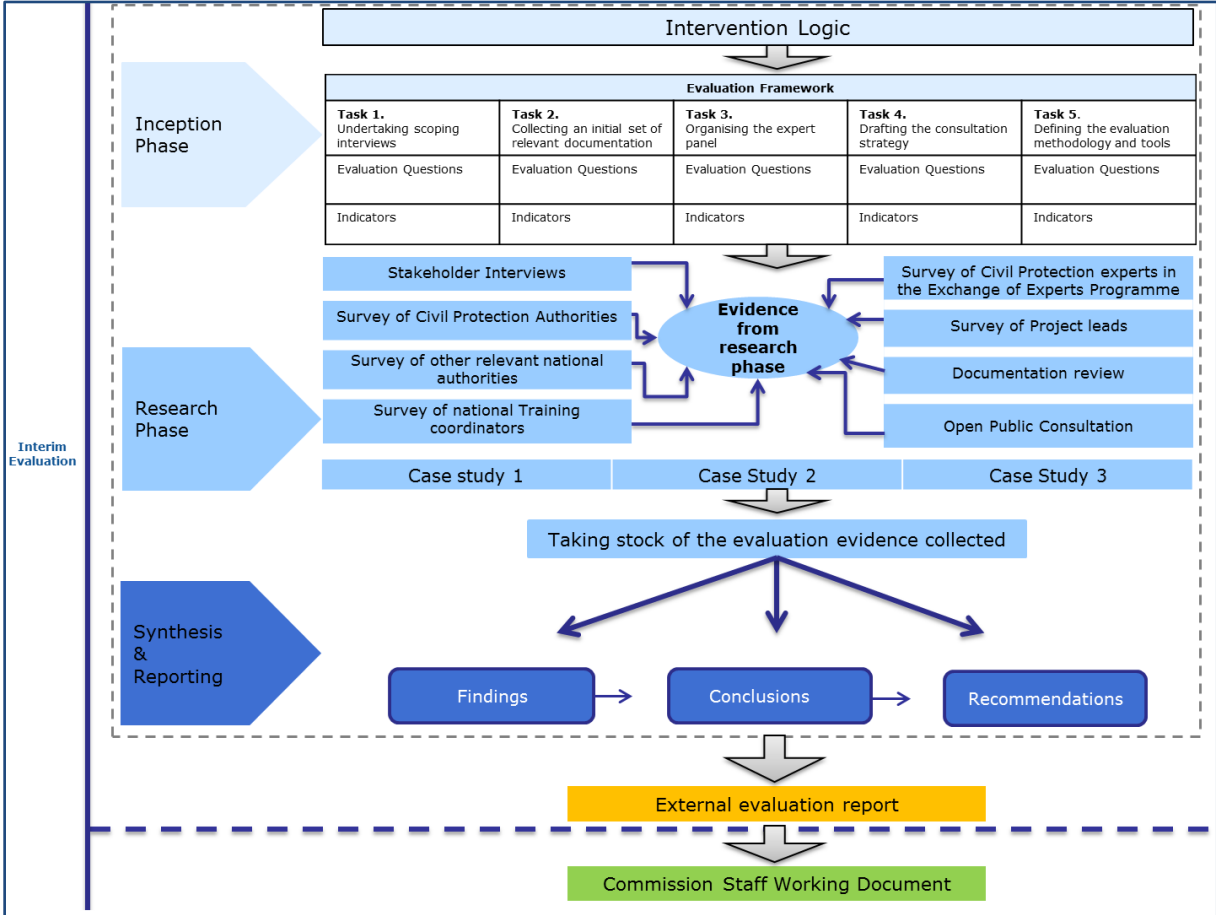 Intervention Logic
Inception
Phase
Evaluation Framework
Task 1.
Undertaking scoping
interviews
Task 2.
Collecting an initial set of
relevant documentation
Task 3.
Organising the expert
panel
Task 4.
Drafting the consultation
strategy
Task 5.
Defining the evaluation
methodology and tools
Evaluation Questions
Evaluation Questions
Evaluation Questions
Evaluation Questions
Evaluation Questions
Indicators
Indicators
Indicators
Indicators
Indicators
Interim
Evaluation
Research
Phase
Stakeholder Interviews
Survey of Civil Protection Authorities
Survey of other relevant national
authorities
Survey of national Training
coordinators
Evidence
from
research
phase
Survey of Civil Protection experts in
the Exchange of Experts Programme
Survey of Project leads
Documentation review
Open Public Consultation
Case study 1
Case Study 2
Case Study 3
Taking stock of the evaluation evidence collected
Synthesis
&
Reporting
Findings
Conclusions
Recommendations
External evaluation report
Commission Staff Working Document